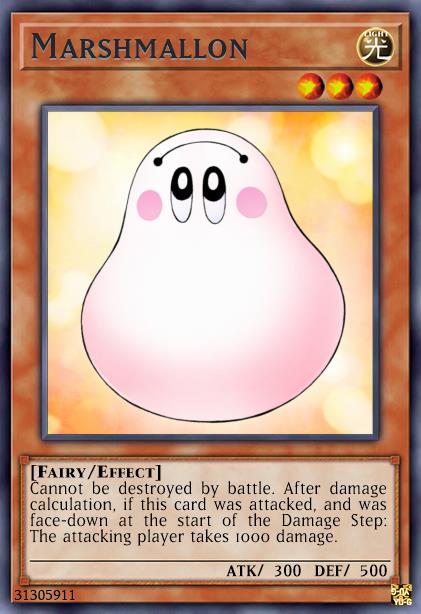 MARSHMALLON
LIGHT
光
[FAIRY/EFFECT]
Cannot be destroyed by battle. After damage
calculation, if this card was attacked, and was
face-down at the start of the Damage Step:
The attacking player takes 1000 damage.
ATK/ 300 DEF/ 500
31305911